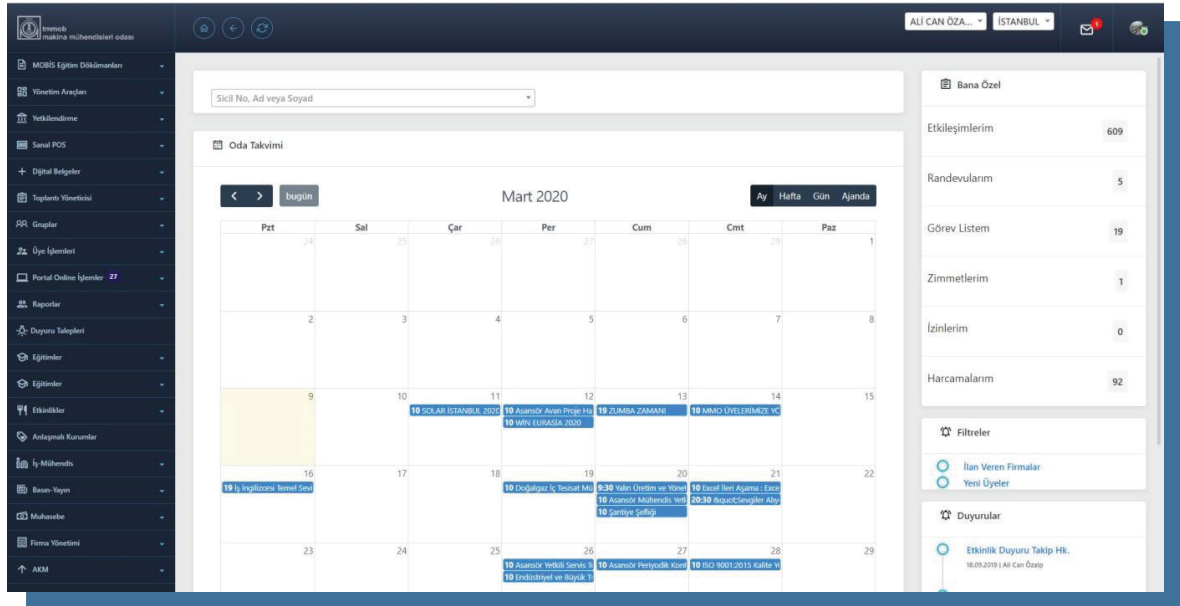 tmmob
makina mühendisleri odası
ALİ CAN ÖZA...
İSTANBUL
1
MOBİS Eğitim Dökümanları
Yönetim Araçları
Yetkilendirme
Sanal POS
Dijital Belgeler
Toplantı Yöneticisi
Gruplar
Üye İşlemleri
Portal Online İşlemler 27
Raporlar
Duyuru Talepleri
Eğitimler
Eğitimler
Etkinlikler
Anlaşmalı Kurumlar
İş-Mühendis
Basın-Yayın
Muhasebe
Firma Yönetimi
AKM
Sicil No, Ad veya Soyad
Oda Takvimi
bugün
Mart 2020
Ay Hafta Gün Ajanda
Pzt Sal Çar Per Cum Cmt Paz
24 25 26 27 28 29 1
2 3 4 5 6 7 8
9 10 11 12 13 14 15
10 SOLAR İSTANBUL 2020 10 Asansör Avan Proje Ha 19 ZUMBA ZAMANI 10 MMO ÜYELERİMİZE YÖ
10 WIN EURASIA 2020
16 17 18 19 20 21 22
19 İş İngilizcesi Temel Sevi 10 Doğalgaz İç Tesisat Mü 9:30 Yalın Üretim ve Yönet 10 Excel İleri Aşama : Exce
10 Asansör Mühendis Yetk 20:30 &quot;Sevgiler Alıy
10 Şantiye Şefliği
23 24 25 26 27 28 29
10 Asansör Yetkili Servis T 10 Asansör Periyodik Kont 10 ISO 9001:2015 Kalite Y
10 Endüstriyel ve Büyük T
Bana Özel
Etkileşimlerim 609
Randevularım 5
Görev Listem 19
Zimmetlerim 1
İzinlerim 0
Harcamalarım 92
Filtreler
İlan Veren Firmalar
Yeni Üyeler
Duyurular
Etkinlik Duyuru Takip Hk.
18.09.2018 | Ali Can Özalp